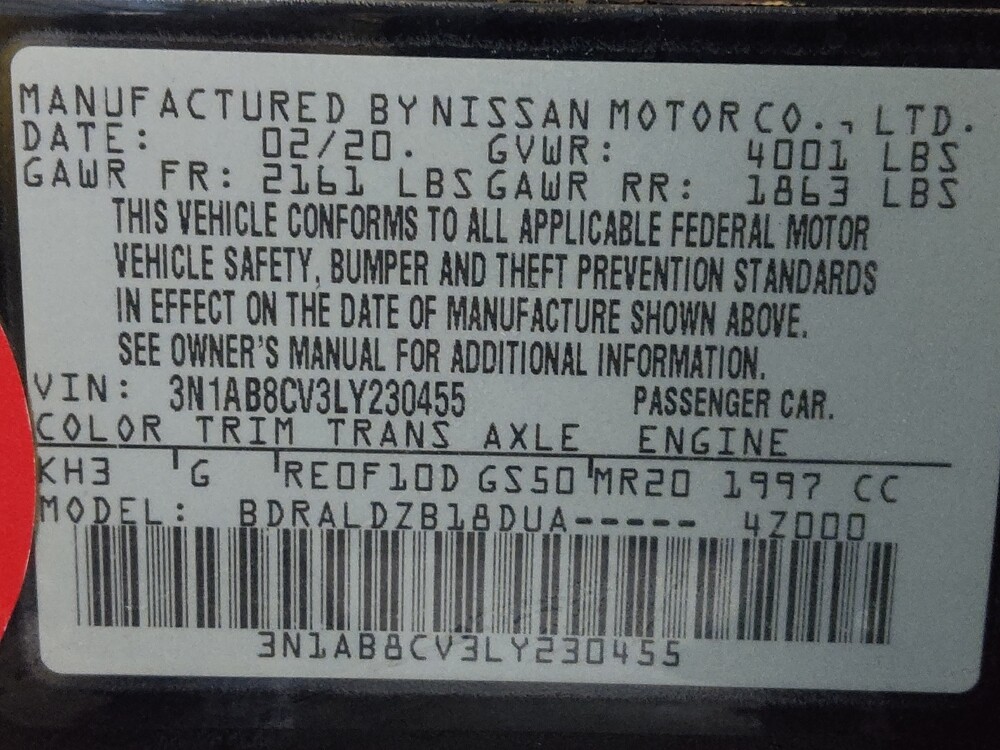 MANUFACTURED BY NISSAN MOTOR CO., LTD.
DATE: 02/20. GVWR: 4001 LBS
GAWR FR: 2161 LBS GAWR RR: 1863 LBS
THIS VEHICLE CONFORMS TO ALL APPLICABLE FEDERAL MOTOR
VEHICLE SAFETY, BUMPER AND THEFT PREVENTION STANDARDS
IN EFFECT ON THE DATE OF MANUFACTURE SHOWN ABOVE.
SEE OWNER'S MANUAL FOR ADDITIONAL INFORMATION.
VIN: 3N1AB8CV3LY230455 PASSENGER CAR.
COLOR TRIM TRANS AXLE ENGINE
KH3 G RE0F10D GS50 MR20 1997 CC
MODEL: BDRALDZB18DUA----- 4Z000
3N1AB8CV3LY230455